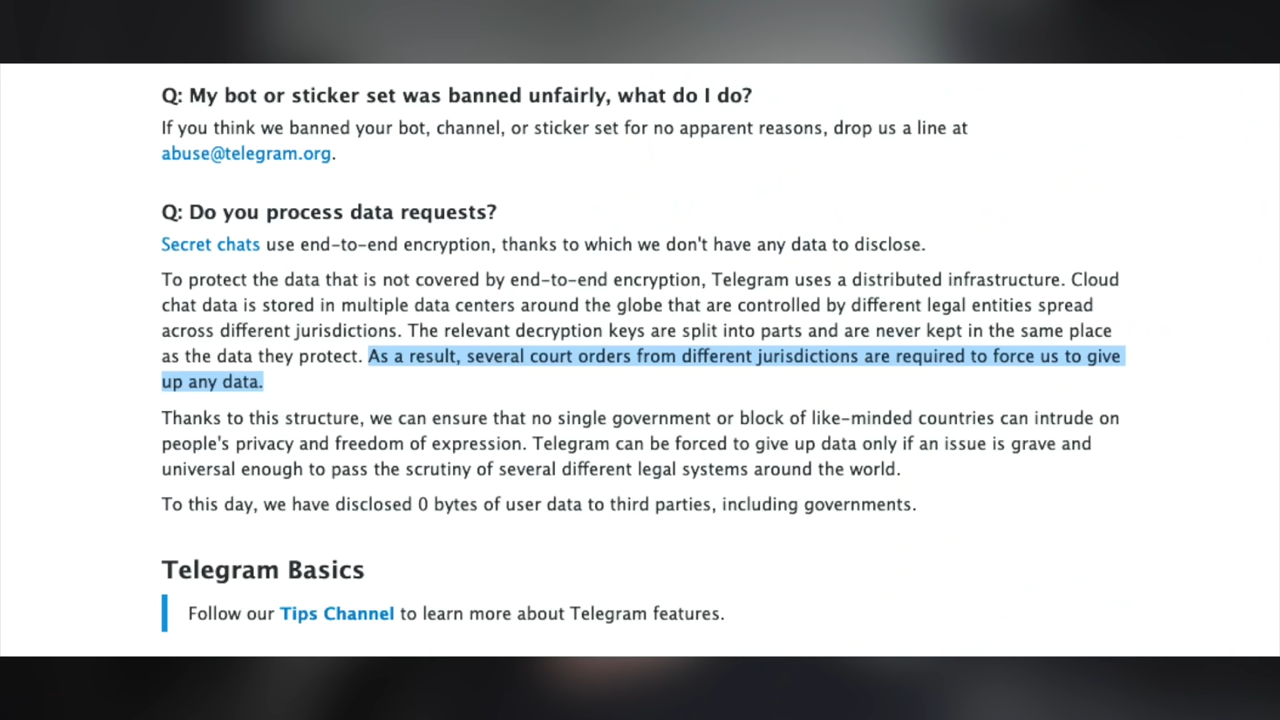 Q: My bot or sticker set was banned unfairly, what do I do?
If you think we banned your bot, channel, or sticker set for no apparent reasons, drop us a line at
abuse@telegram.org.
Q: Do you process data requests?
Secret chats use end-to-end encryption, thanks to which we don't have any data to disclose.
To protect the data that is not covered by end-to-end encryption, Telegram uses a distributed infrastructure. Cloud
chat data is stored in multiple data centers around the globe that are controlled by different legal entities spread
across different jurisdictions. The relevant decryption keys are split into parts and are never kept in the same place
as the data they protect. As a result, several court orders from different jurisdictions are required to force us to give
up any data.
Thanks to this structure, we can ensure that no single government or block of like-minded countries can intrude on
people's privacy and freedom of expression. Telegram can be forced to give up data only if an issue is grave and
universal enough to pass the scrutiny of several different legal systems around the world.
To this day, we have disclosed 0 bytes of user data to third parties, including governments.
Telegram Basics
Follow our Tips Channel to learn more about Telegram features.